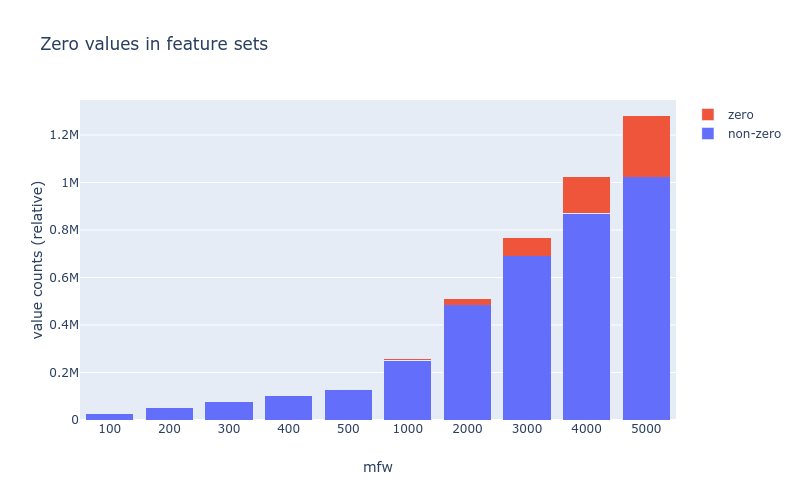 Zero values in feature sets
zero
non-zero
value counts (relative)
1.2M
1M
0.8M
0.6M
0.4M
0.2M
0
100 200 300 400 500 1000 2000 3000 4000 5000
mfw